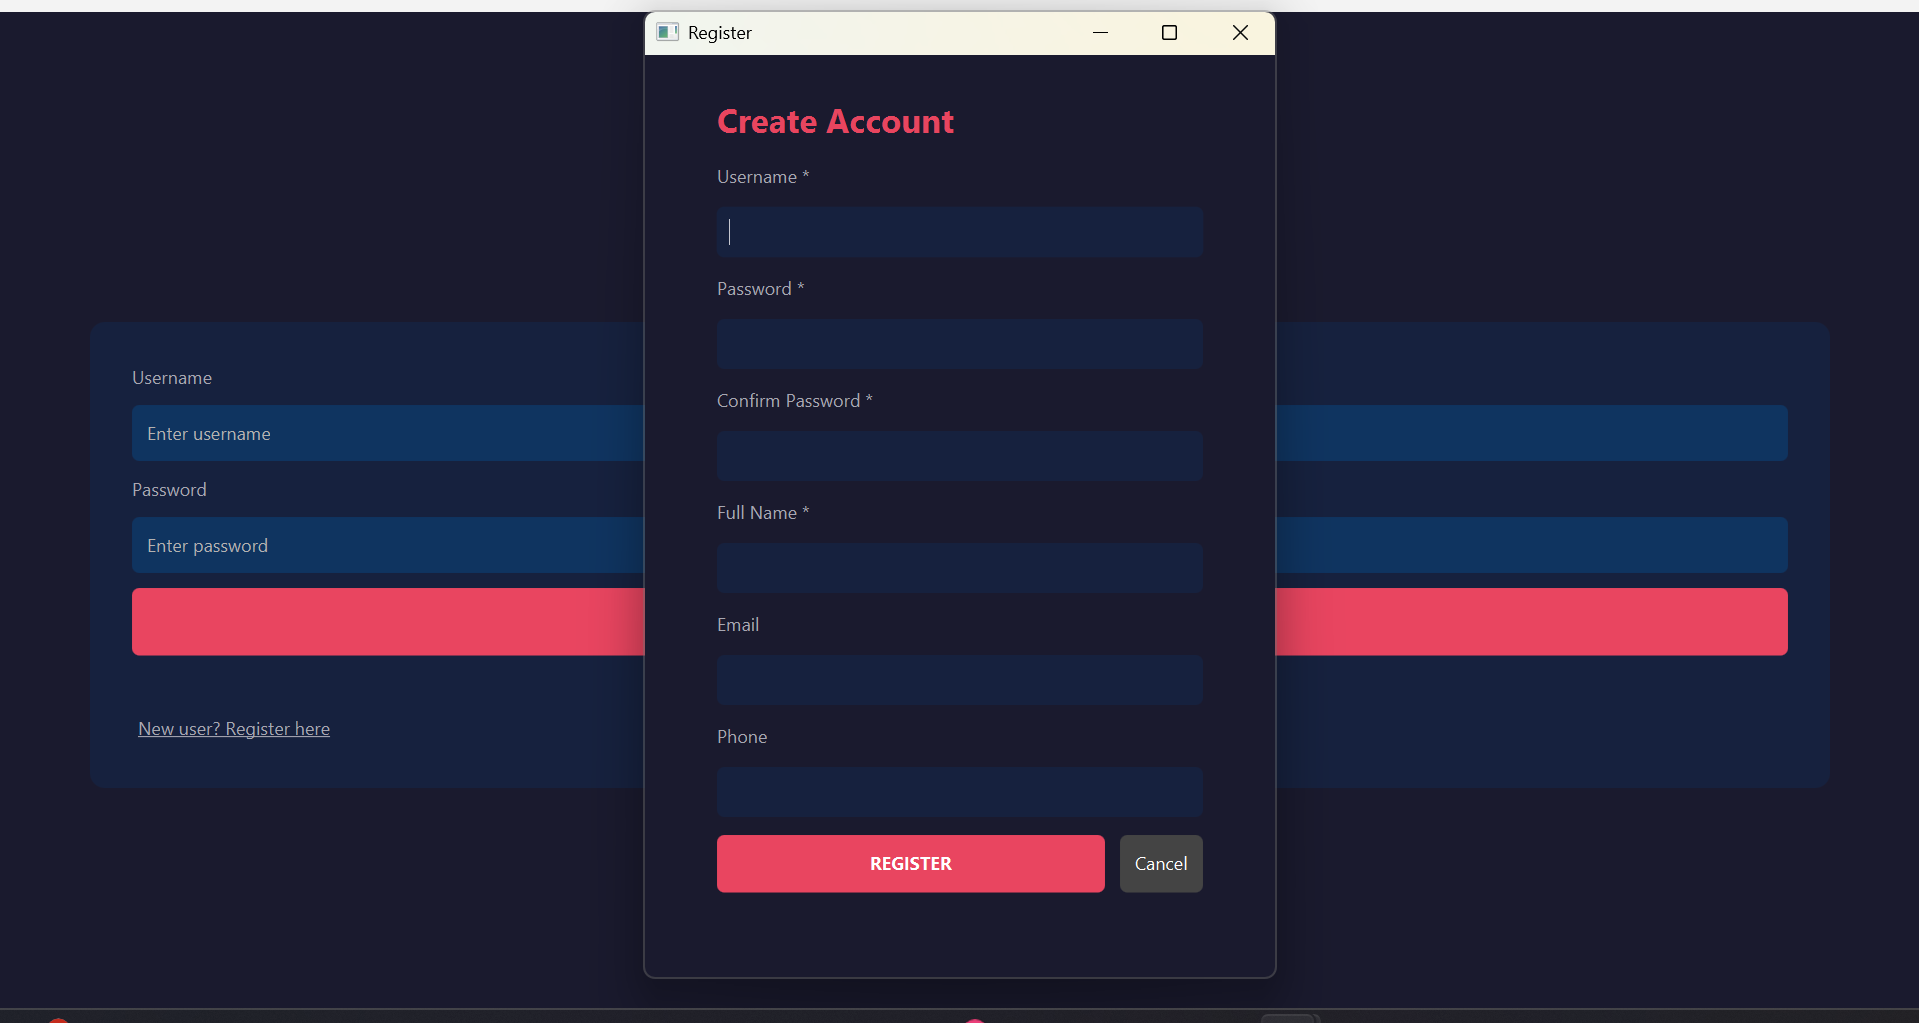 Register
Create Account
Username *
Password *
Confirm Password *
Full Name *
Email
Phone
REGISTER
Cancel
Username
Enter username
Password
Enter password
New user? Register here